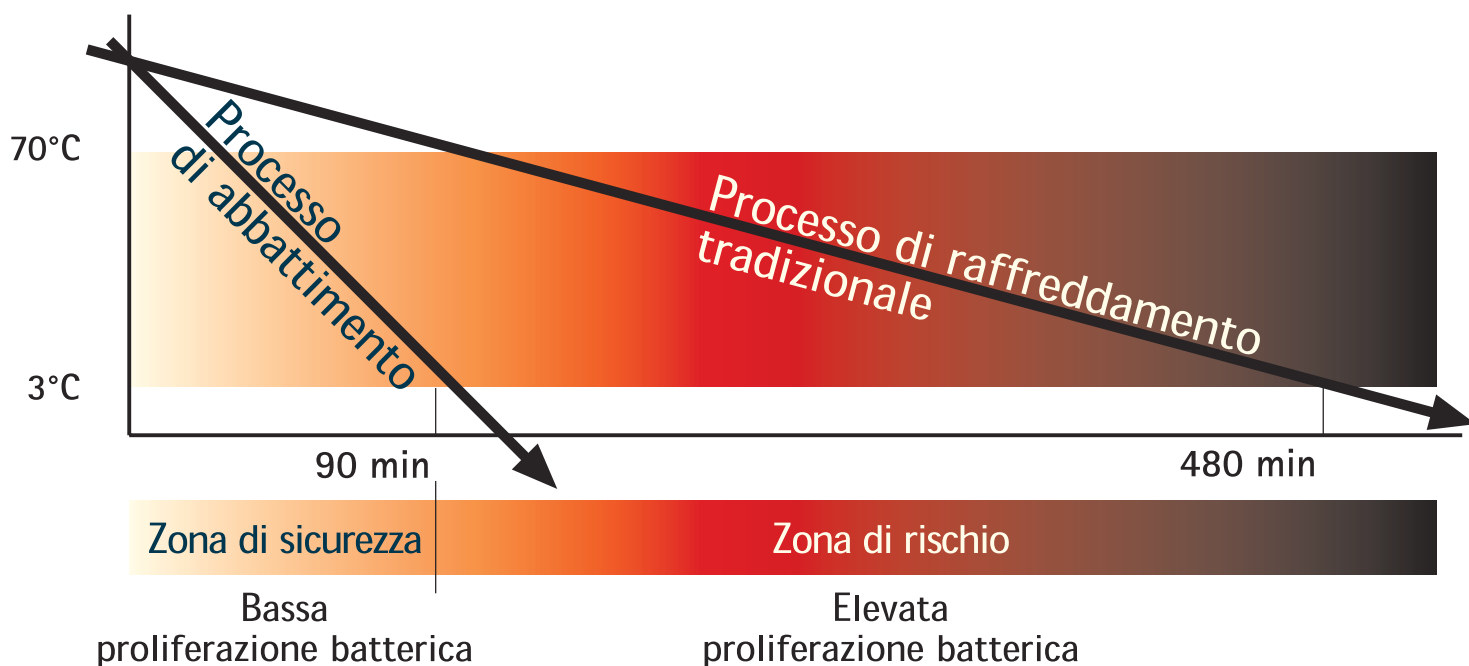 70°C
3°C
Processo
di abbattimento
Processo di raffreddamento
tradizionale
90 min
480 min
Zona di sicurezza
Zona di rischio
Bassa
proliferazione batterica
Elevata
proliferazione batterica